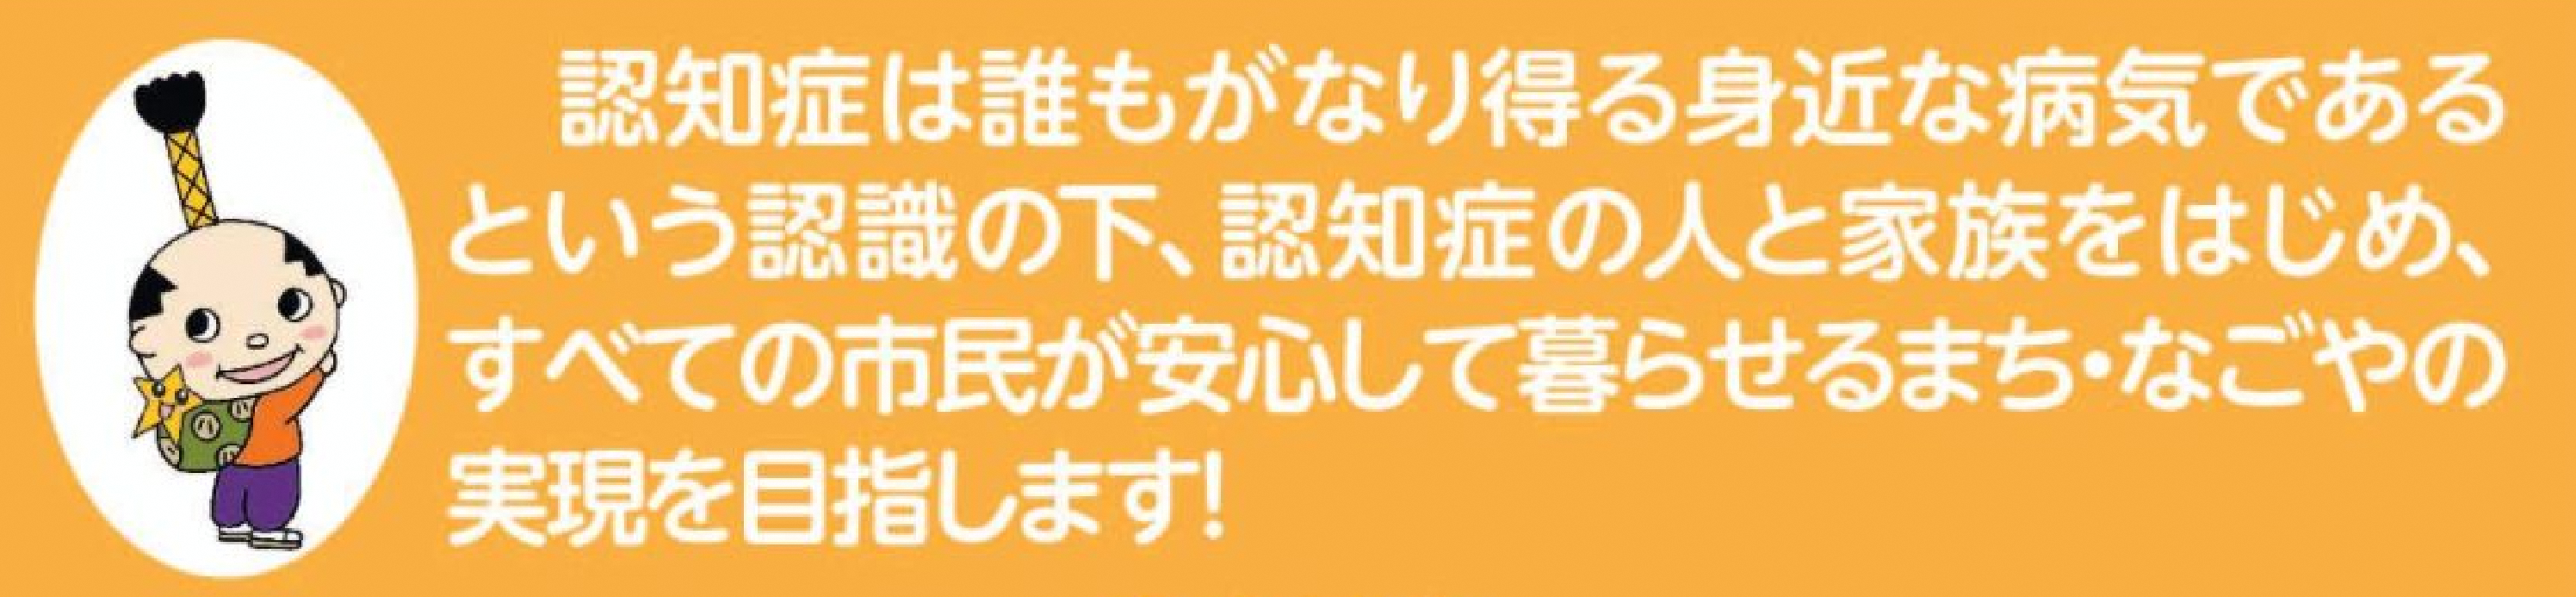 認知症は誰もがなり得る身近な病気である
という認識の下、認知症の人と家族をはじめ、
すべての市民が安心して暮らせるまち・なごやの
実現を目指します!